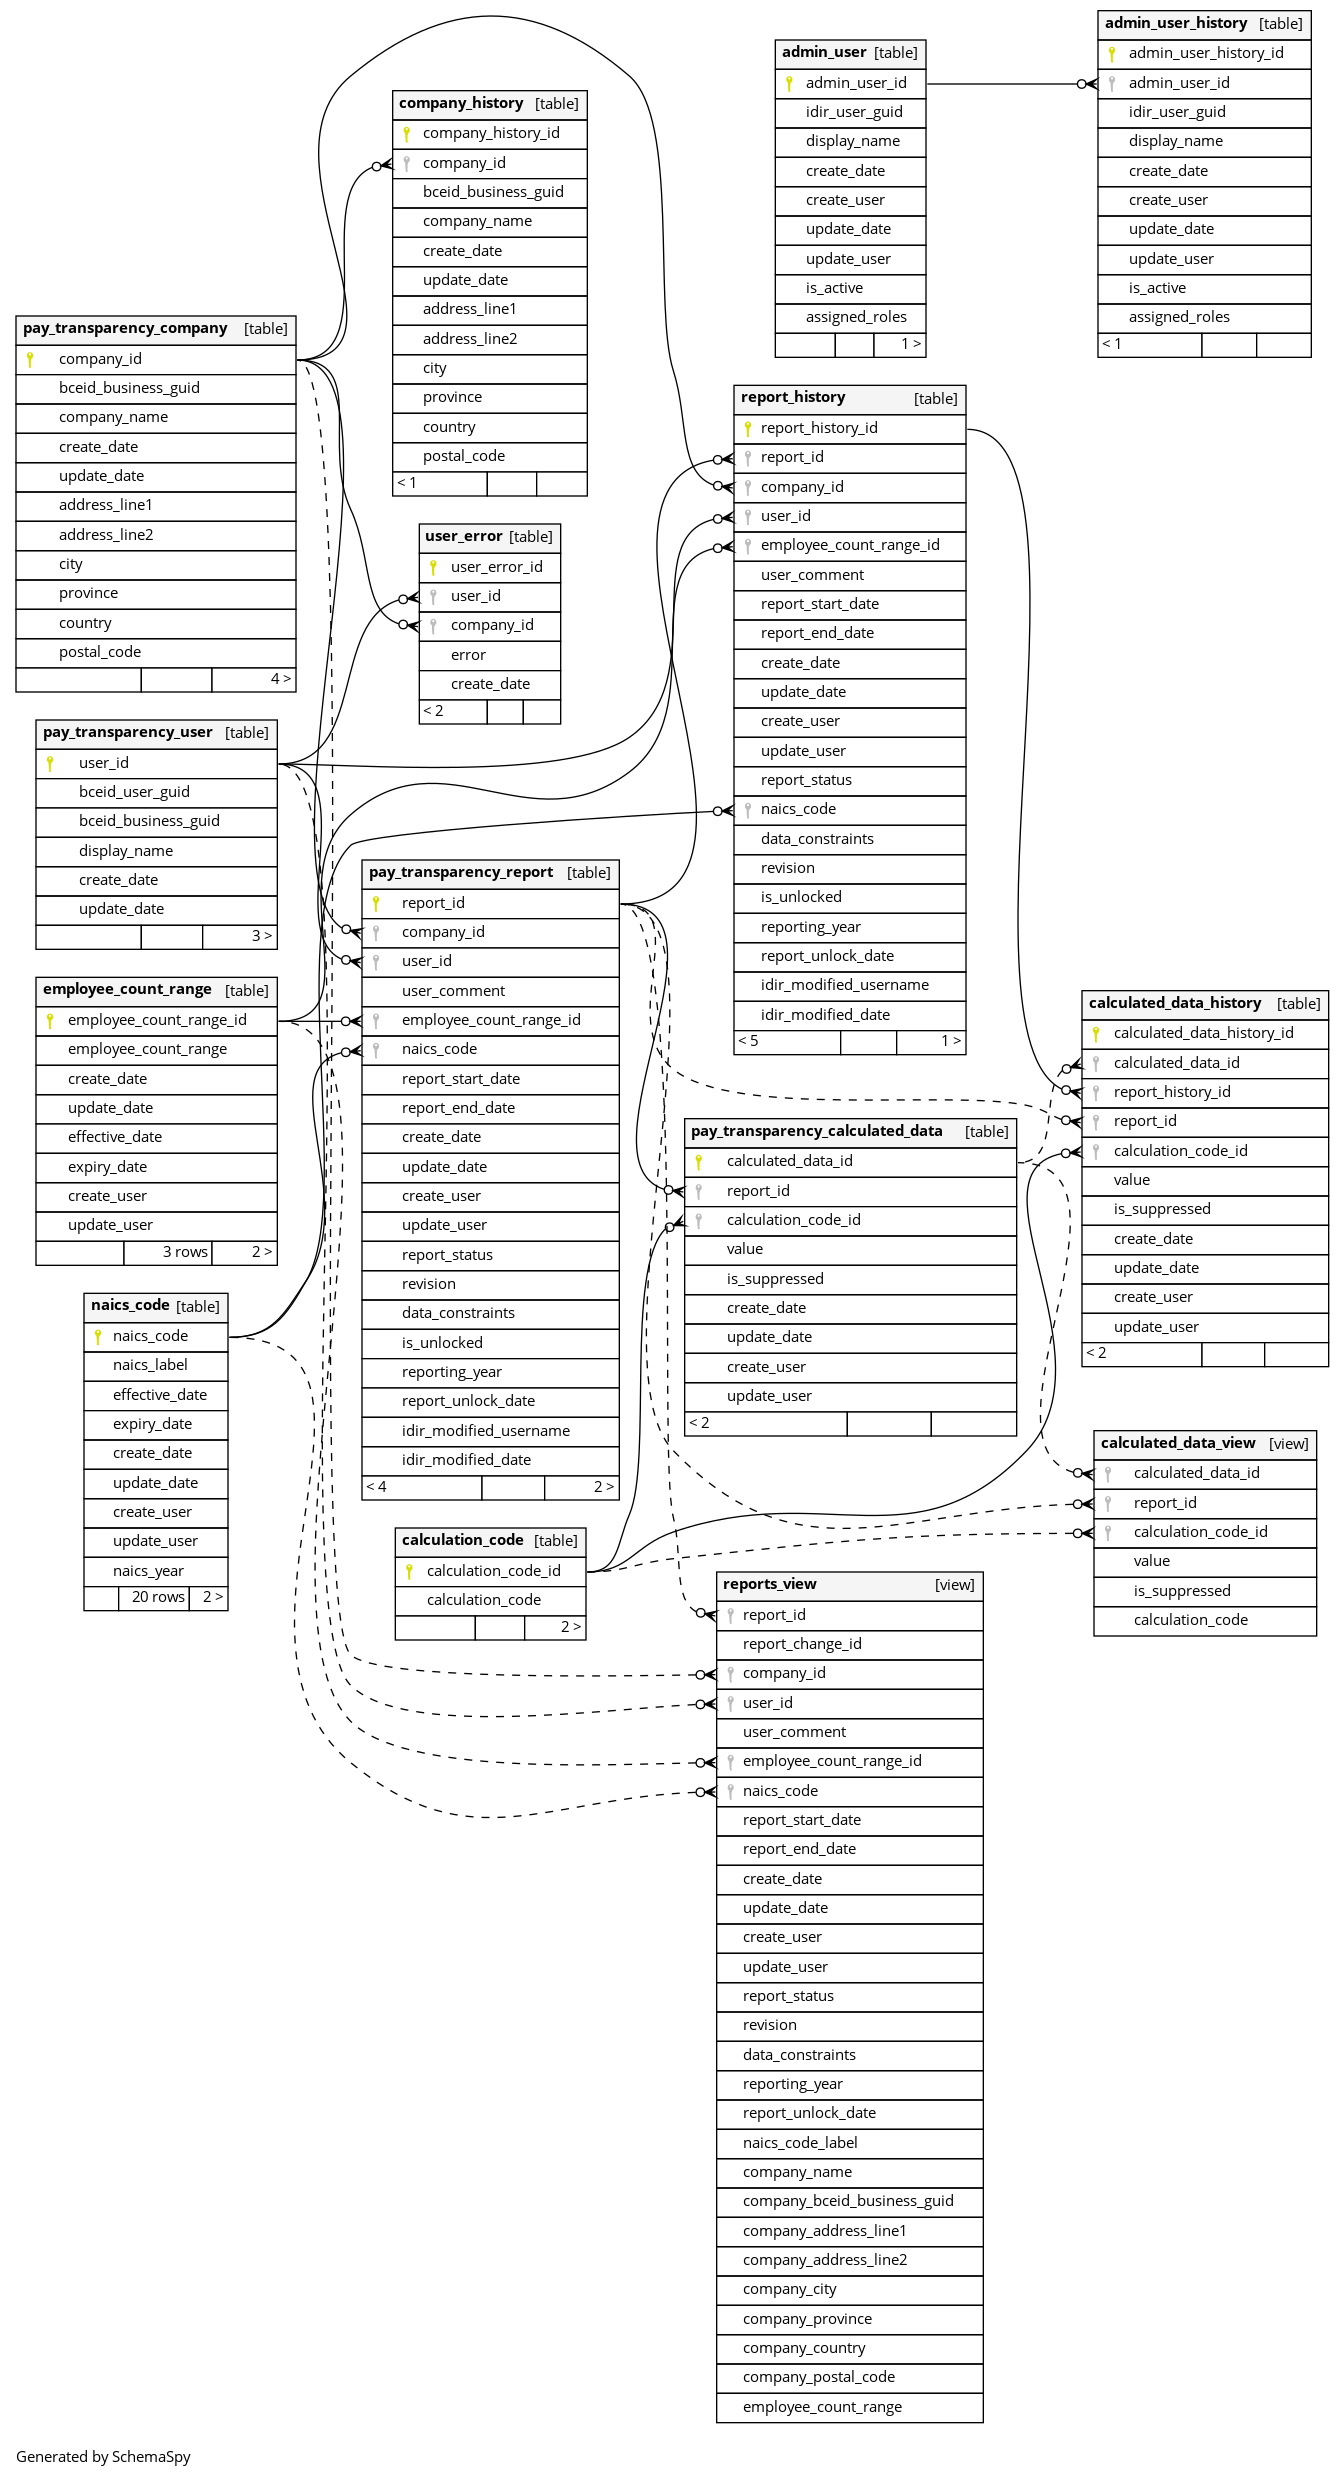 pay_transparency_company [table]
company_id
bceid_business_guid
company_name
create_date
update_date
address_line1
address_line2
city
province
country
postal_code
4 >
pay_transparency_user [table]
user_id
bceid_user_guid
bceid_business_guid
display_name
create_date
update_date
3 >
employee_count_range [table]
employee_count_range_id
employee_count_range
create_date
update_date
effective_date
expiry_date
create_user
update_user
3 rows 2 >
naics_code [table]
naics_code
naics_label
effective_date
expiry_date
create_date
update_date
create_user
update_user
naics_year
20 rows 2 >
company_history [table]
company_history_id
company_id
bceid_business_guid
company_name
create_date
update_date
address_line1
address_line2
city
province
country
postal_code
< 1
user_error [table]
user_error_id
user_id
company_id
error
create_date
< 2
pay_transparency_report [table]
report_id
company_id
user_id
user_comment
employee_count_range_id
naics_code
report_start_date
report_end_date
create_date
update_date
create_user
update_user
report_status
revision
data_constraints
is_unlocked
reporting_year
report_unlock_date
idir_modified_username
idir_modified_date
< 4 2 >
calculation_code [table]
calculation_code_id
calculation_code
2 >
admin_user [table]
admin_user_id
idir_user_guid
display_name
create_date
create_user
update_date
update_user
is_active
assigned_roles
1 >
report_history [table]
report_history_id
report_id
company_id
user_id
employee_count_range_id
user_comment
report_start_date
report_end_date
create_date
update_date
create_user
update_user
report_status
naics_code
data_constraints
revision
is_unlocked
reporting_year
report_unlock_date
idir_modified_username
idir_modified_date
< 5 1 >
pay_transparency_calculated_data [table]
calculated_data_id
report_id
calculation_code_id
value
is_suppressed
create_date
update_date
create_user
update_user
< 2
reports_view [view]
report_id
report_change_id
company_id
user_id
user_comment
employee_count_range_id
naics_code
report_start_date
report_end_date
create_date
update_date
create_user
update_user
report_status
revision
data_constraints
reporting_year
report_unlock_date
naics_code_label
company_name
company_bceid_business_guid
company_address_line1
company_address_line2
company_city
company_province
company_country
company_postal_code
employee_count_range
admin_user_history [table]
admin_user_history_id
admin_user_id
idir_user_guid
display_name
create_date
create_user
update_date
update_user
is_active
assigned_roles
< 1
calculated_data_history [table]
calculated_data_history_id
calculated_data_id
report_history_id
report_id
calculation_code_id
value
is_suppressed
create_date
update_date
create_user
update_user
< 2
calculated_data_view [view]
calculated_data_id
report_id
calculation_code_id
value
is_suppressed
calculation_code
Generated by SchemaSpy